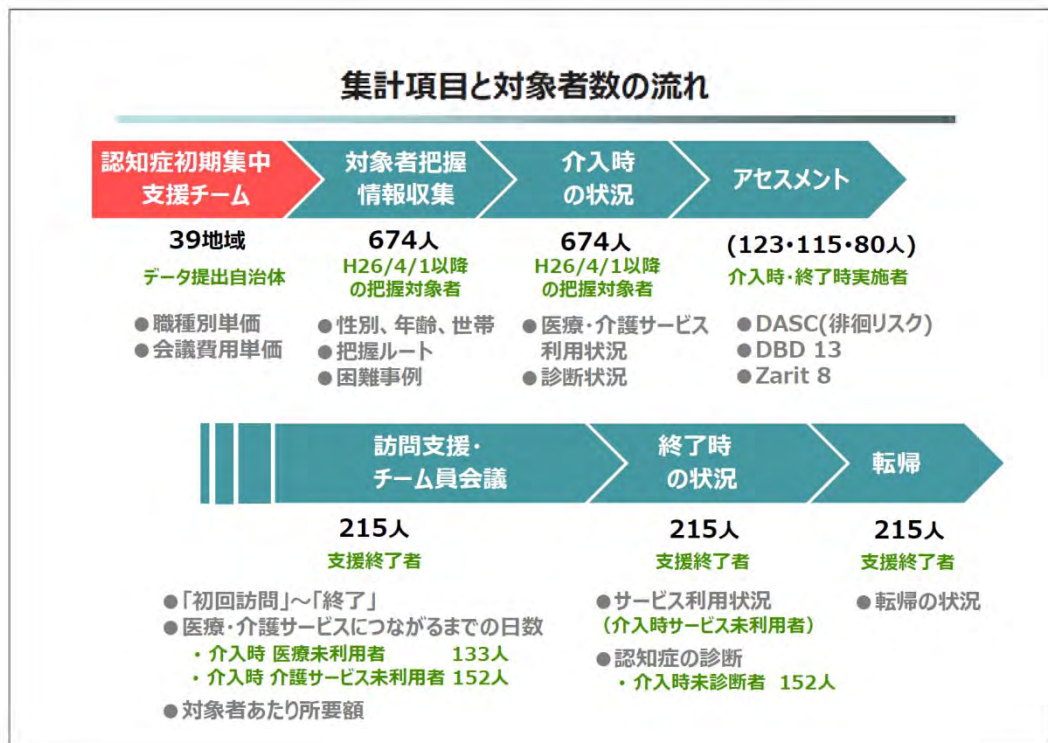 集計項目と対象者数の流れ
認知症初期集中
支援チーム
対象者把握
情報収集
介入時
の状況
アセスメント
39地域
データ提出自治体
●職種別単価
●会議費用単価
674人
H26/4/1以降
の把握対象者
●性別、年齢、世帯
●把握ルート
●困難事例
674人
H26/4/1以降
の把握対象者
●医療・介護サービス
利用状況
●診断状況
(123・115・80人)
介入時・終了時実施者
●DASC(徘徊リスク)
●DBD 13
●Zarit 8
訪問支援・
チーム員会議
終了時
の状況
転帰
215人
支援終了者
●「初回訪問」～「終了」
●医療・介護サービスにつながるまでの日数
・介入時 医療未利用者 133人
・介入時 介護サービス未利用者 152人
●対象者あたり所要額
215人
支援終了者
●サービス利用状況
（介入時サービス未利用者）
●認知症の診断
・介入時未診断者 152人
215人
支援終了者
●転帰の状況